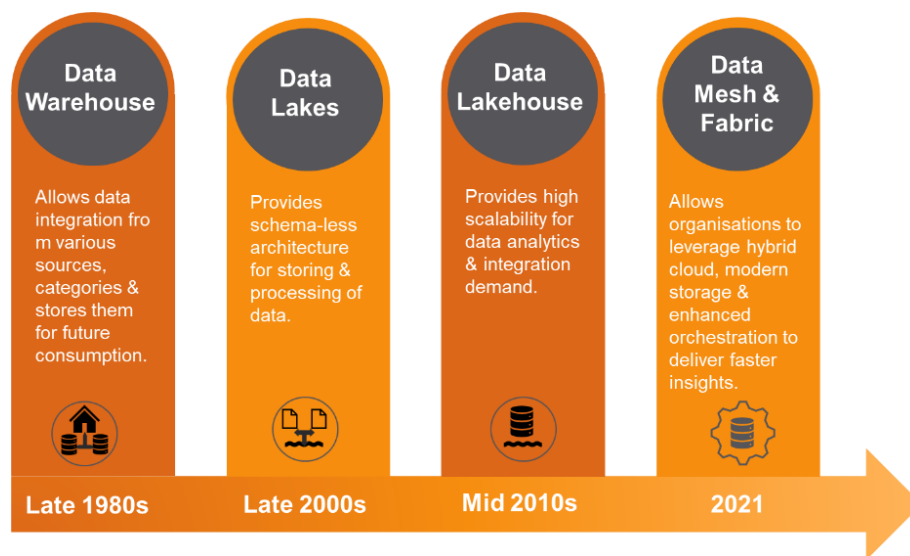 Data
Warehouse
Allows data
integration fro
m various
sources,
categories &
stores them
for future
consumption.
Late 1980s
Data
Lakes
Provides
schema-less
architecture
for storing &
processing of
data.
Late 2000s
Data
Lakehouse
Provides high
scalability for
data analytics
& integration
demand.
Mid 2010s
Data
Mesh &
Fabric
Allows
organisations to
leverage hybrid
cloud, modern
storage &
enhanced
orchestration to
deliver faster
insights.
2021